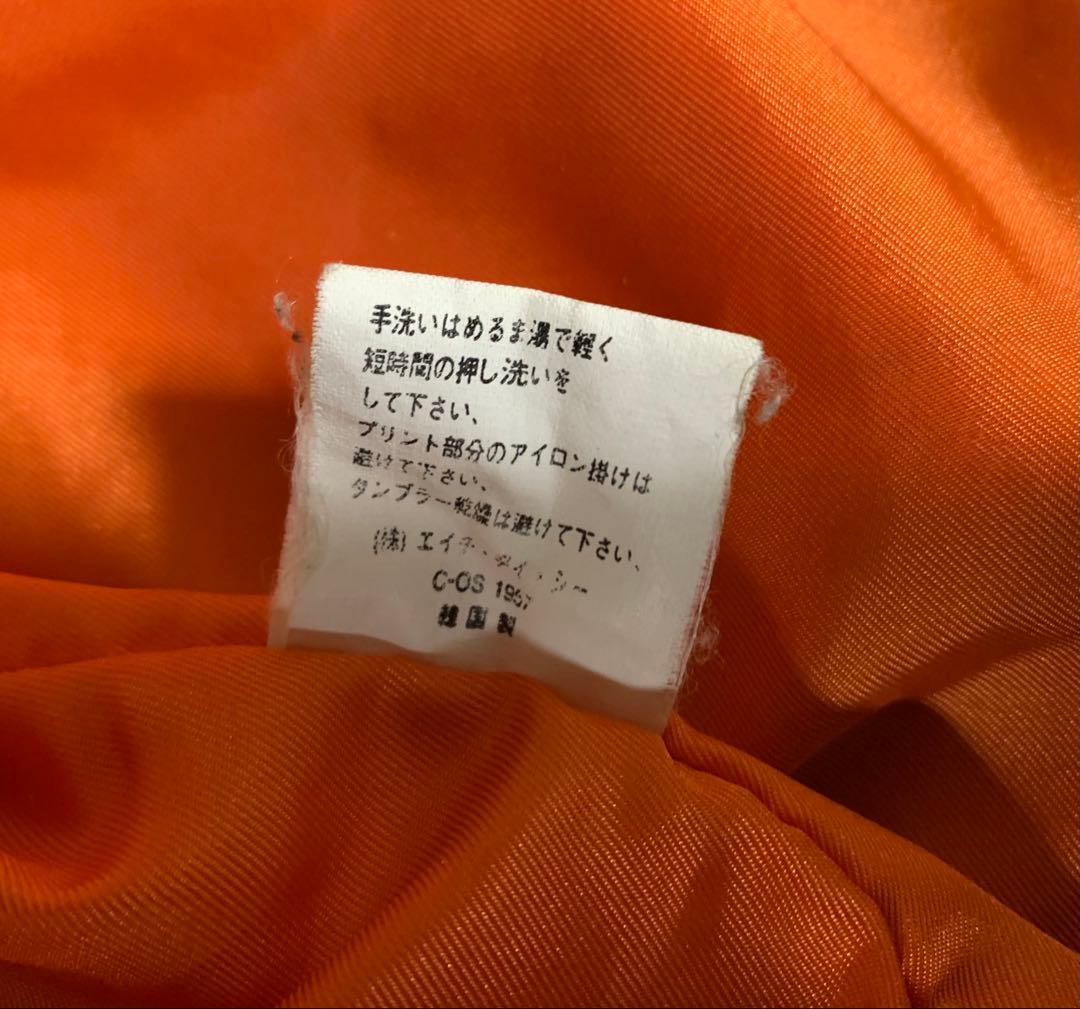 手洗いはぬるま湯で軽く
短時間の押し洗いを
して下さい、
プリント部分のアイロン掛けは
避けて下さい、
タンブラー乾燥は避けて下さい、
(株) エイチ・ディ・シー
C-OS 1967
韓国製